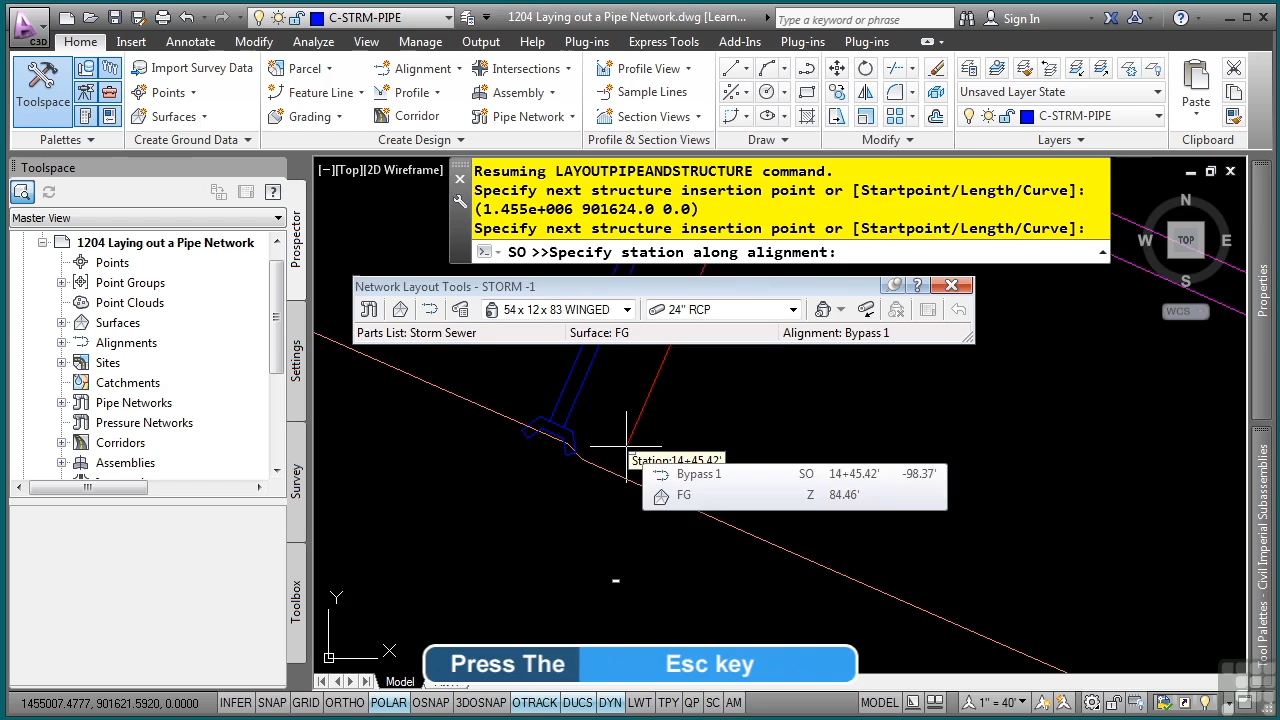 1204 Laying out a Pipe Network.dwg [Learn...
Type a keyword or phrase
Sign In
C-STRM-PIPE
C3D
Home Insert Annotate Modify Analyze View Manage Output Help Plug-ins Express Tools Add-Ins Plug-ins Plug-ins
Toolspace
Import Survey Data
Points
Surfaces
Parcel
Feature Line
Grading
Alignment
Profile
Corridor
Intersections
Assembly
Pipe Network
Profile View
Sample Lines
Section Views
Unsaved Layer State
C-STRM-PIPE
Paste
Palettes
Create Ground Data
Create Design
Profile & Section Views
Draw
Modify
Layers
Clipboard
Toolspace
Master View
1204 Laying out a Pipe Network
Points
Point Groups
Point Clouds
Surfaces
Alignments
Sites
Catchments
Pipe Networks
Pressure Networks
Corridors
Assemblies
Prospector
Settings
Survey
Toolbox
[−][Top][2D Wireframe]
Resuming LAYOUTPIPEANDSTRUCTURE command.
Specify next structure insertion point or [Startpoint/Length/Curve]:
(1.455e+006 901624.0 0.0)
Specify next structure insertion point or [Startpoint/Length/Curve]:
SO >>Specify station along alignment:
Network Layout Tools - STORM -1
54 x 12 x 83 WINGED
24" RCP
Parts List: Storm Sewer
Surface: FG
Alignment: Bypass 1
N
W TOP E
S
WCS
Station:14+45.42'
Bypass 1 SO 14+45.42' -98.37'
FG Z 84.46'
Y
X
Properties
Tool Palettes - Civil Imperial Subassemblies
Press The Esc key
Model
1455007.4777, 901621.5920, 0.0000
INFER SNAP GRID ORTHO POLAR OSNAP 3DOSNAP OTRACK DUCS DYN LWT TPY QP SC AM
MODEL
1" = 40'